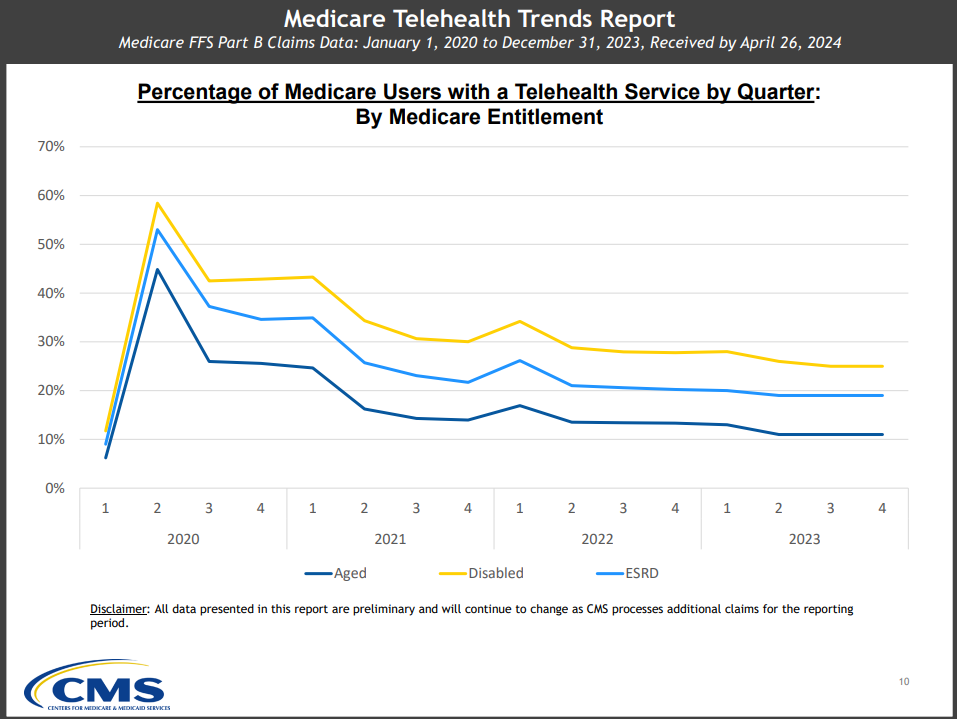 Medicare Telehealth Trends Report
Medicare FFS Part B Claims Data: January 1, 2020 to December 31, 2023, Received by April 26, 2024
Percentage of Medicare Users with a Telehealth Service by Quarter:
By Medicare Entitlement
70%
60%
50%
40%
30%
20%
10%
0%
1 2 3 4 1 2 3 4 1 2 3 4 1 2 3 4
2020 2021 2022 2023
Aged Disabled ESRD
Disclaimer: All data presented in this report are preliminary and will continue to change as CMS processes additional claims for the reporting
period.
CMS
CENTERS FOR MEDICARE & MEDICAID SERVICES
10